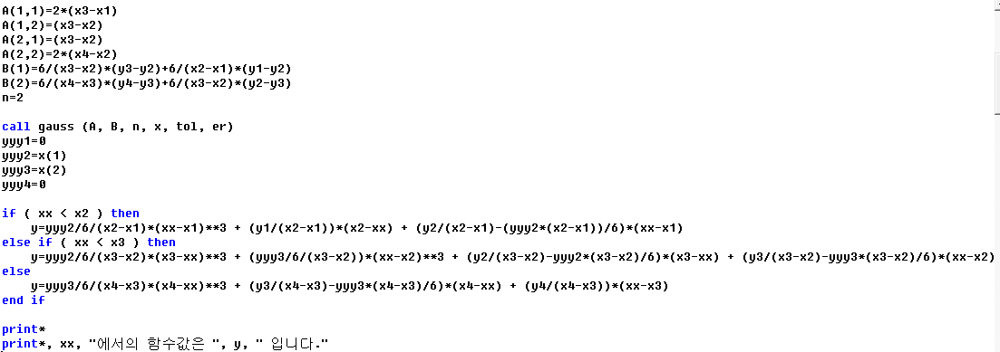 A(1,1)=2*(x3-x1)
A(1,2)=(x3-x2)
A(2,1)=(x3-x2)
A(2,2)=2*(x4-x2)
B(1)=6/(x3-x2)*(y3-y2)+6/(x2-x1)*(y1-y2)
B(2)=6/(x4-x3)*(y4-y3)+6/(x3-x2)*(y2-y3)
n=2
call gauss (A, B, n, x, tol, er)
yyy1=0
yyy2=x(1)
yyy3=x(2)
yyy4=0
if ( xx < x2 ) then
y=yyy2/6/(x2-x1)*(xx-x1)**3 + (y1/(x2-x1))*(x2-xx) + (y2/(x2-x1)-(yyy2*(x2-x1))/6)*(xx-x1)
else if ( xx < x3 ) then
y=yyy2/6/(x3-x2)*(x3-xx)**3 + (yyy3/6/(x3-x2))*(xx-x2)**3 + (y2/(x3-x2)-yyy2*(x3-x2)/6)*(x3-xx) + (y3/(x3-x2)-yyy3*(x3-x2)/6)*(xx-x2)
else
y=yyy3/6/(x4-x3)*(x4-xx)**3 + (y3/(x4-x3)-yyy3*(x4-x3)/6)*(x4-xx) + (y4/(x4-x3))*(xx-x3)
end if
print*
print*, xx, "에서의 함수값은 ", y, " 입니다."